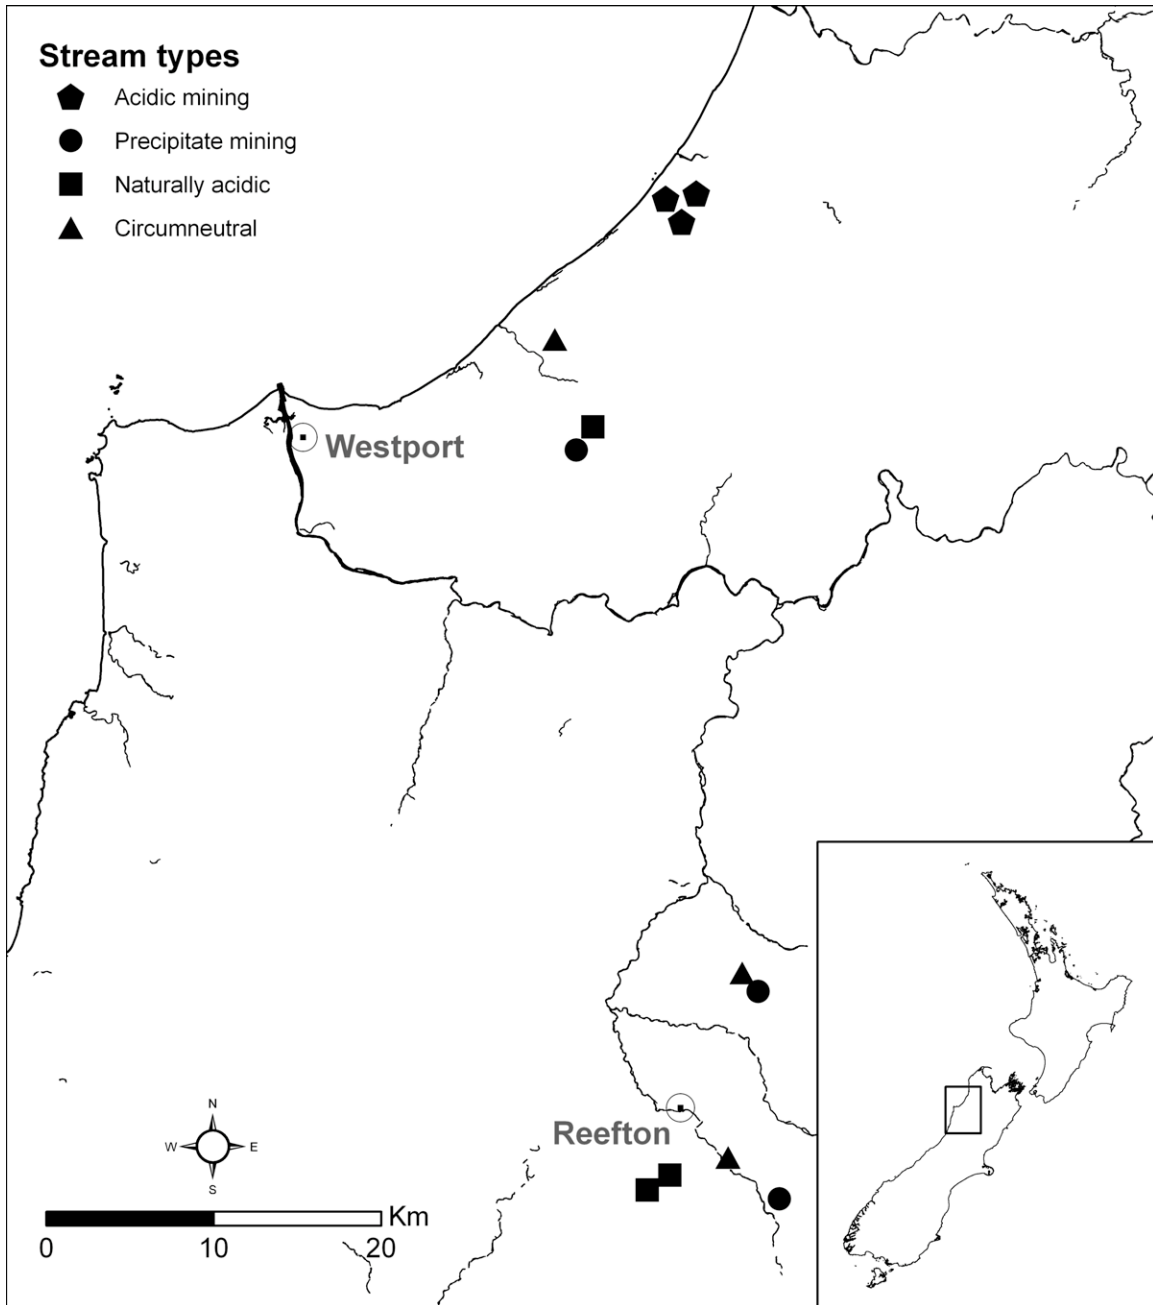 Stream types
Acidic mining
Precipitate mining
Naturally acidic
Circumneutral
Westport
Reefton
N
W E
S
Km
0 10 20